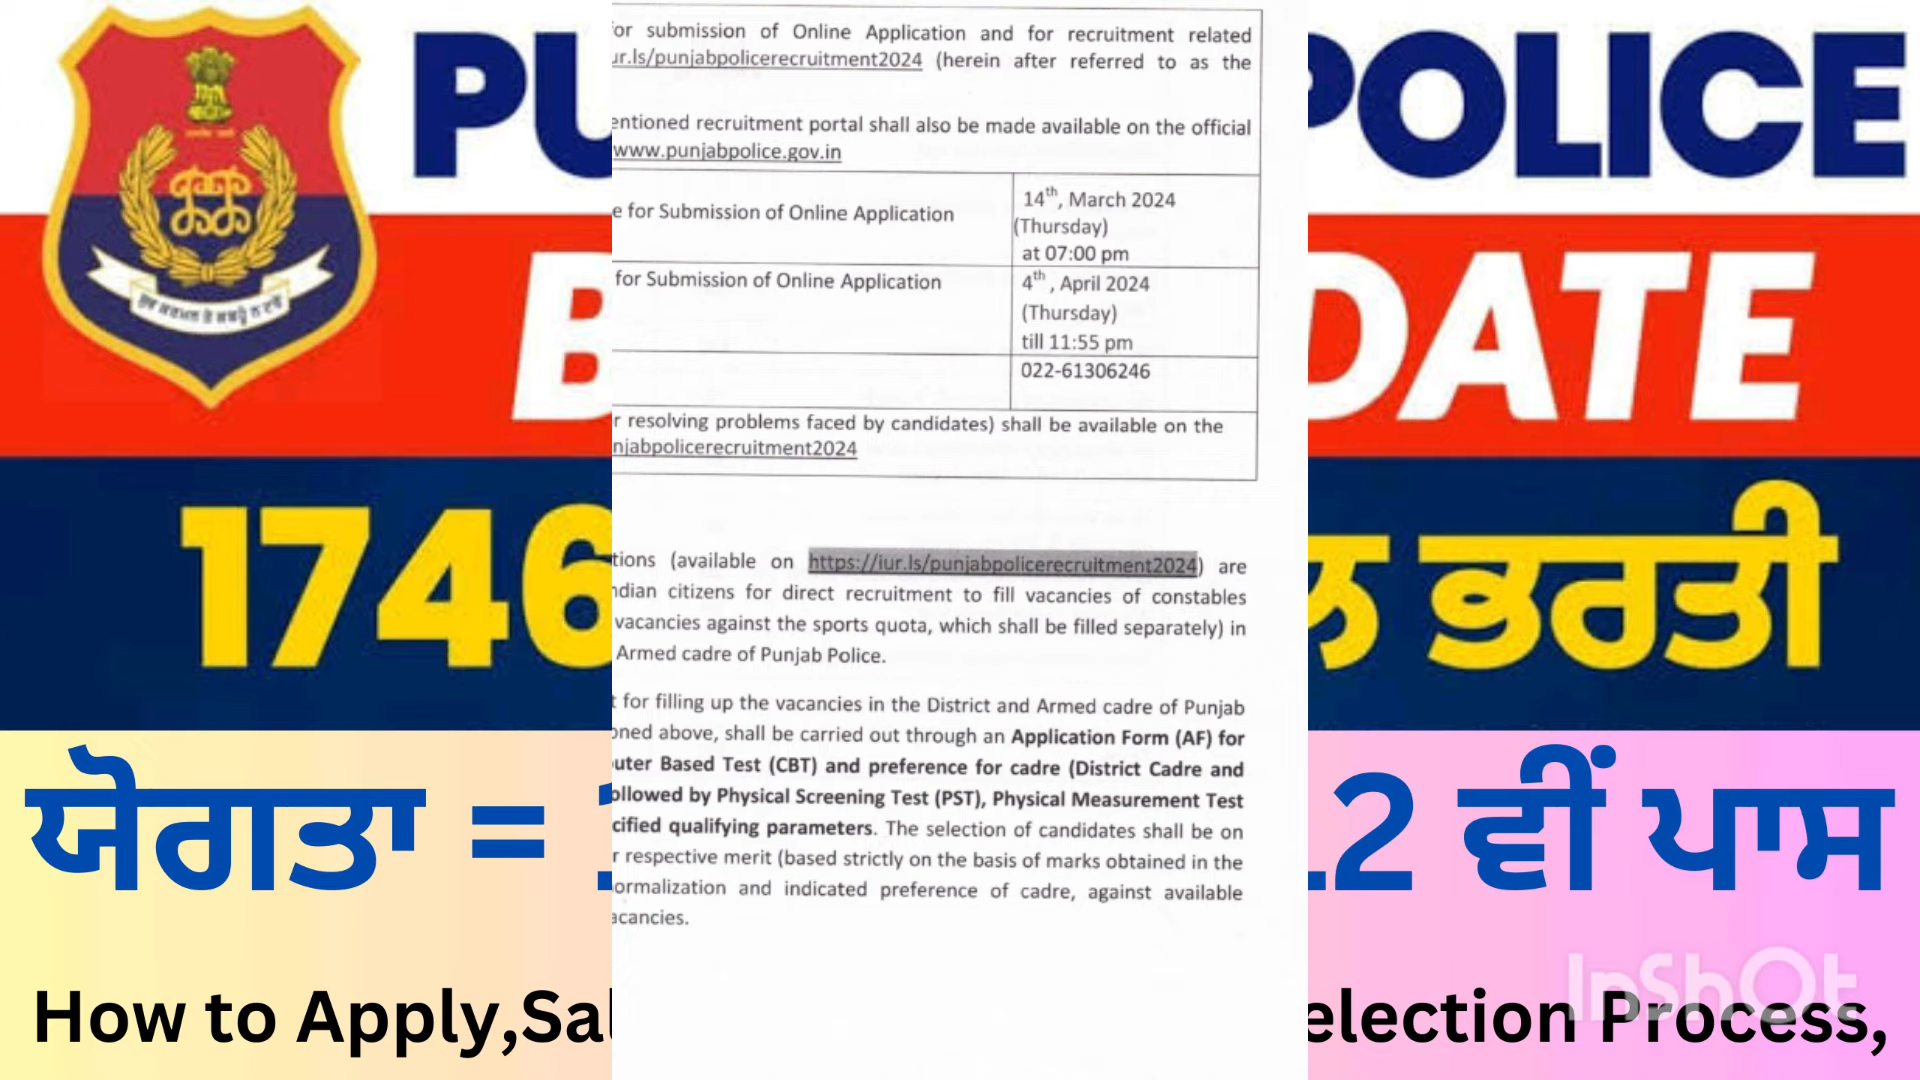 PU
POLICE
B
DATE
1746
ਲ ਭਰਤੀ
ਯੋਗਤਾ =
12 ਵੀਂ ਪਾਸ
How to Apply,Sal
election Process,
InShOt
or submission of Online Application and for recruitment related
ur.ls/punjabpolicerecruitment2024 (herein after referred to as the
entioned recruitment portal shall also be made available on the official
www.punjabpolice.gov.in
e for Submission of Online Application
14th, March 2024
(Thursday)
at 07:00 pm
for Submission of Online Application
4th , April 2024
(Thursday)
till 11:55 pm
022-61306246
r resolving problems faced by candidates) shall be available on the
njabpolicerecruitment2024
tions (available on https://iur.ls/punjabpolicerecruitment2024) are
ndian citizens for direct recruitment to fill vacancies of constables
vacancies against the sports quota, which shall be filled separately) in
Armed cadre of Punjab Police.
t for filling up the vacancies in the District and Armed cadre of Punjab
oned above, shall be carried out through an Application Form (AF) for
uter Based Test (CBT) and preference for cadre (District Cadre and
ollowed by Physical Screening Test (PST), Physical Measurement Test
cified qualifying parameters. The selection of candidates shall be on
r respective merit (based strictly on the basis of marks obtained in the
ormalization and indicated preference of cadre, against available
acancies.